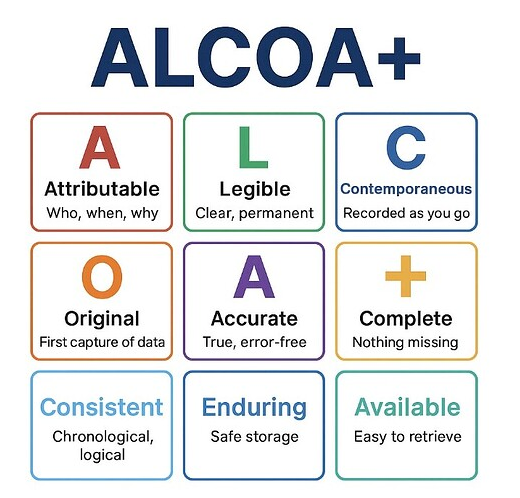 ALCOA+
A
Attributable
Who, when, why
L
Legible
Clear, permanent
C
Contemporaneous
Recorded as you go
O
Original
First capture of data
A
Accurate
True, error-free
+
Complete
Nothing missing
Consistent
Chronological,
logical
Enduring
Safe storage
Available
Easy to retrieve